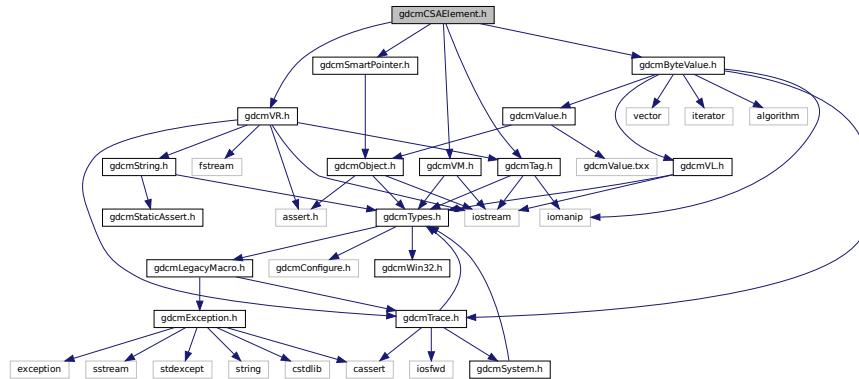 gdcmCSAElement.h
gdcmSmartPointer.h
gdcmByteValue.h
gdcmVR.h
gdcmValue.h
vector
iterator
algorithm
gdcmString.h
fstream
gdcmObject.h
gdcmVM.h
gdcmTag.h
gdcmValue.txx
gdcmVL.h
gdcmStaticAssert.h
assert.h
gdcmTypes.h
iostream
iomanip
gdcmLegacyMacro.h
gdcmConfigure.h
gdcmWin32.h
gdcmException.h
gdcmTrace.h
exception
sstream
stdexcept
string
cstdlib
cassert
iosfwd
gdcmSystem.h